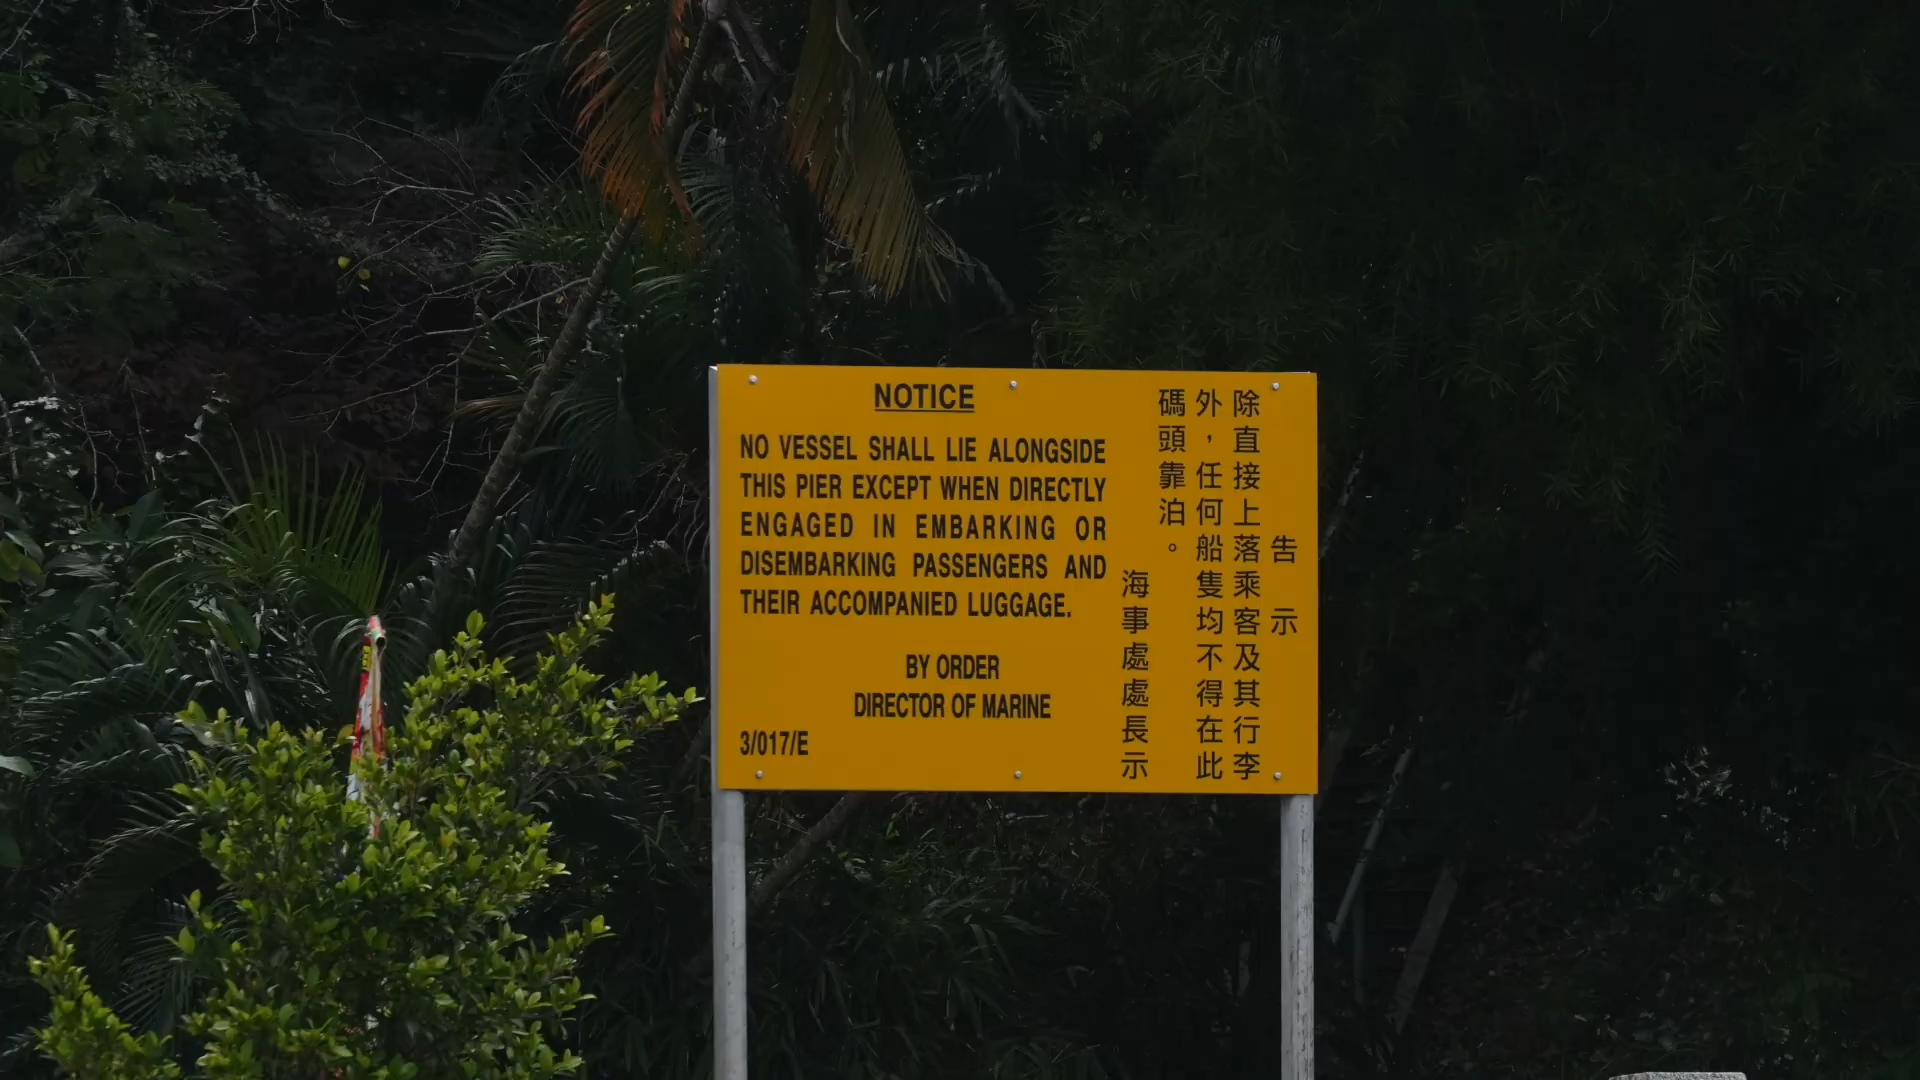 NOTICE
NO VESSEL SHALL LIE ALONGSIDE
THIS PIER EXCEPT WHEN DIRECTLY
ENGAGED IN EMBARKING OR
DISEMBARKING PASSENGERS AND
THEIR ACCOMPANIED LUGGAGE.
BY ORDER
DIRECTOR OF MARINE
3/017/E
告示
除直接上落乘客及其行李
外，任何船隻均不得在此
碼頭靠泊。
海事處處長示